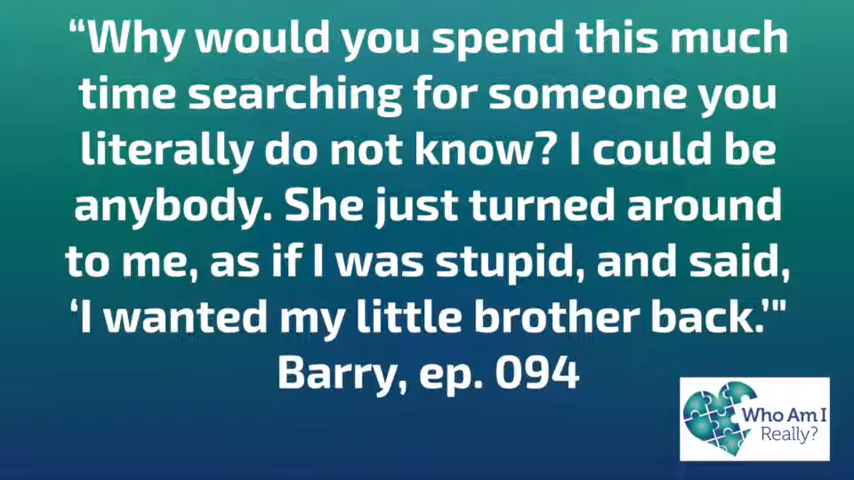 “Why would you spend this much
time searching for someone you
literally do not know? I could be
anybody. She just turned around
to me, as if I was stupid, and said,
‘I wanted my little brother back.’"
Barry, ep. 094
Who Am I
Really?